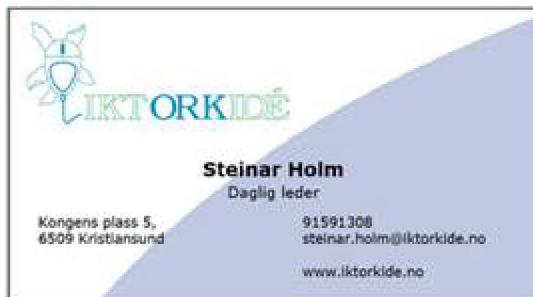 IKTORKIDÉ
Steinar Holm
Daglig leder
Kongens plass 5,
6509 Kristiansund
91591308
steinar.holm@iktorkide.no
www.iktorkide.no